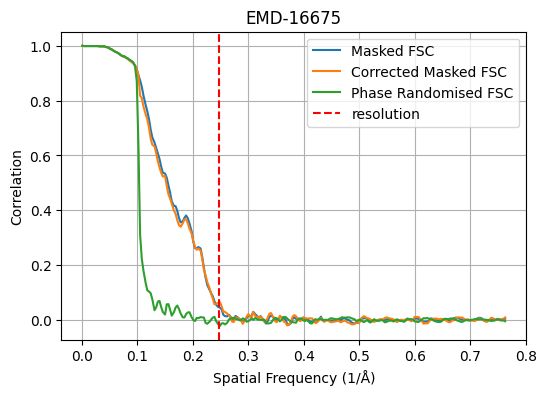 EMD-16675
Masked FSC
Corrected Masked FSC
Phase Randomised FSC
resolution
Correlation
1.0
0.8
0.6
0.4
0.2
0.0
0.0 0.1 0.2 0.3 0.4 0.5 0.6 0.7 0.8
Spatial Frequency (1/Å)